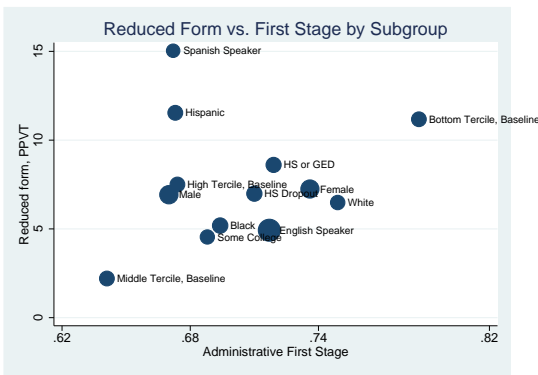 Reduced Form vs. First Stage by Subgroup
Reduced form, PPVT
15
10
5
0
Spanish Speaker
Hispanic
Bottom Tercile, Baseline
HS or GED
High Tercile, Baseline
Male
HS Dropout
Female
White
Black
Some College
English Speaker
Middle Tercile, Baseline
.62
.68
.74
.82
Administrative First Stage